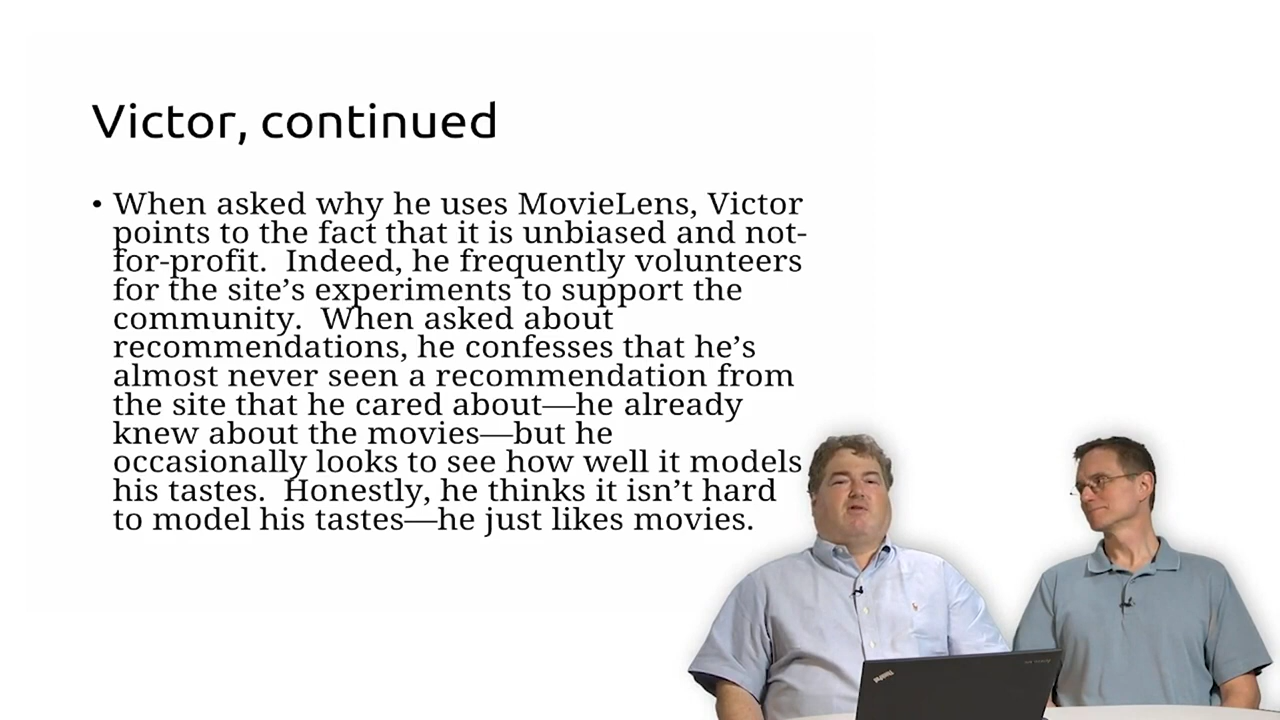 Victor, continued
• When asked why he uses MovieLens, Victor
points to the fact that it is unbiased and not-
for-profit.  Indeed, he frequently volunteers
for the site’s experiments to support the
community.  When asked about
recommendations, he confesses that he’s
almost never seen a recommendation from
the site that he cared about—he already
knew about the movies—but he
occasionally looks to see how well it models
his tastes.  Honestly, he thinks it isn’t hard
to model his tastes—he just likes movies.
ThinkPad